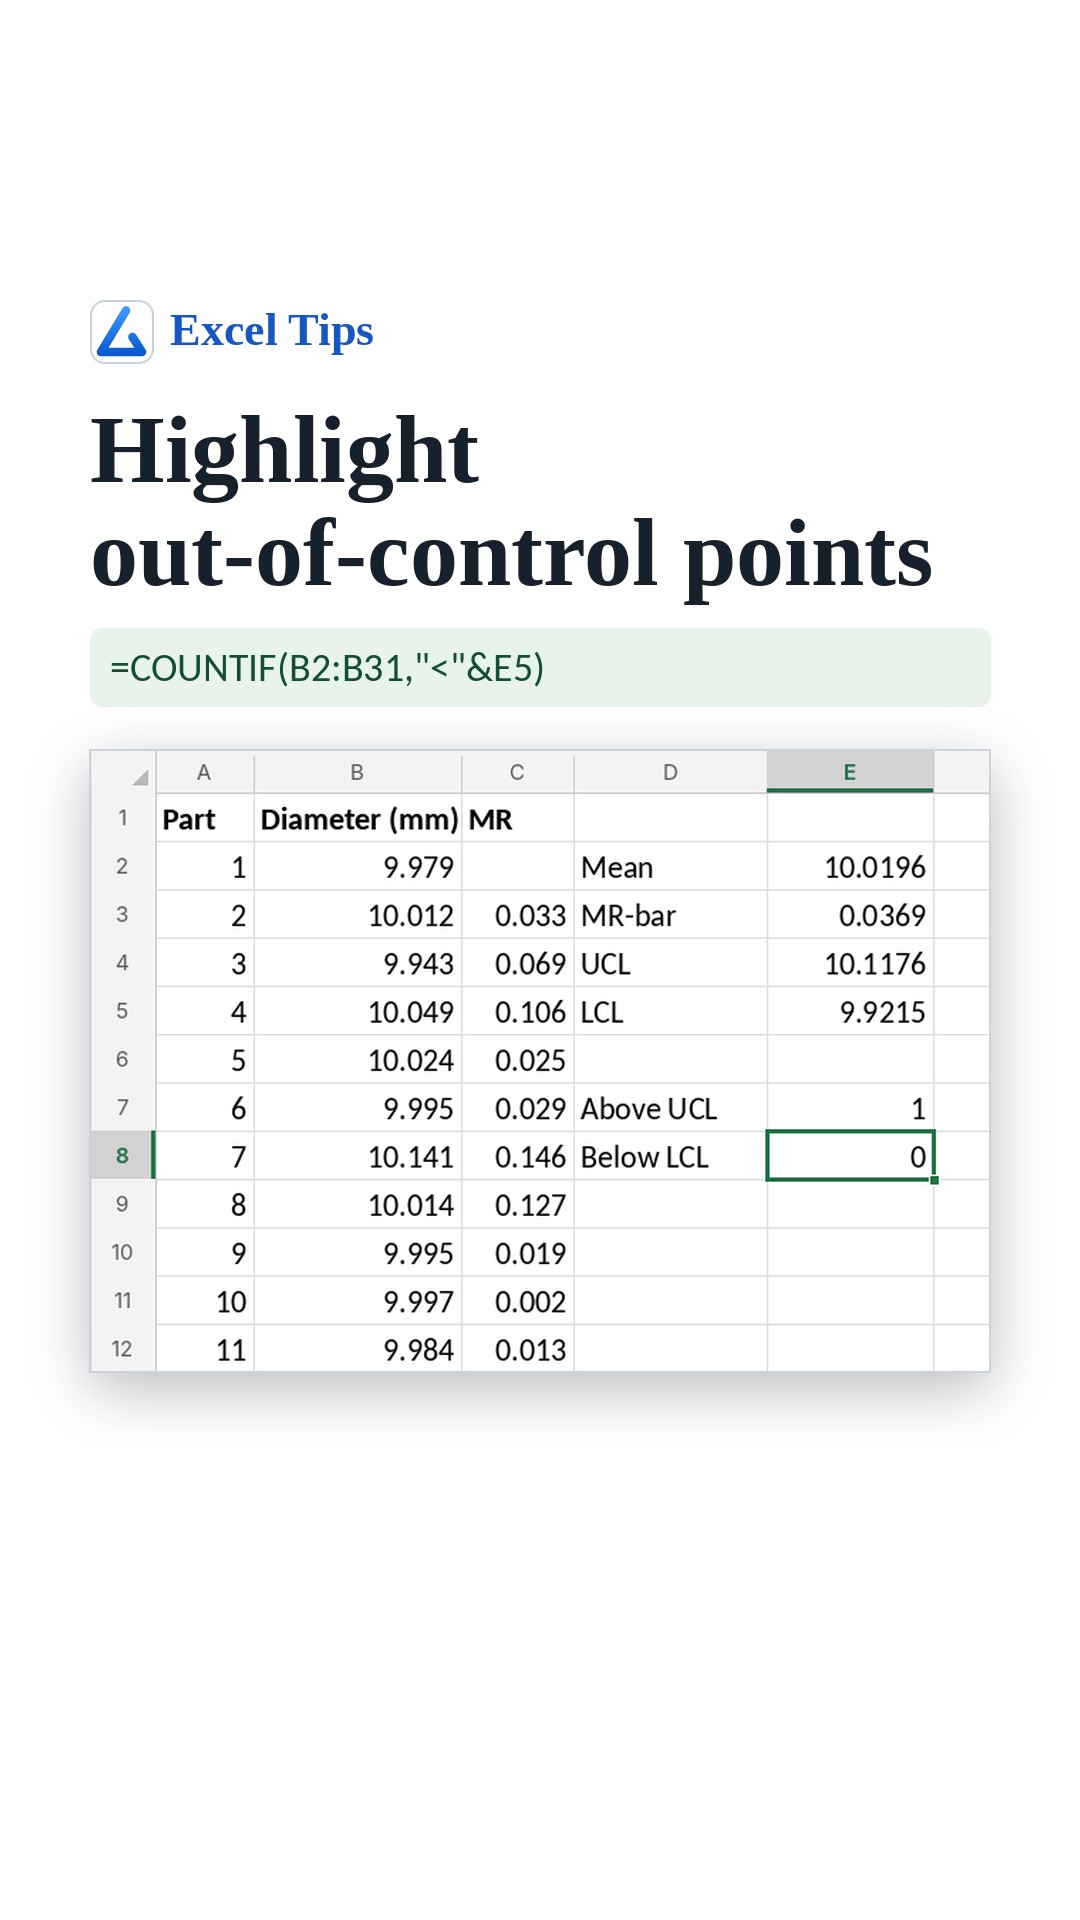 Excel Tips
Highlight
out-of-control points
=COUNTIF(B2:B31,"<"&E5)
A B C D E
1 Part Diameter (mm) MR
2 1 9.979 Mean 10.0196
3 2 10.012 0.033 MR-bar 0.0369
4 3 9.943 0.069 UCL 10.1176
5 4 10.049 0.106 LCL 9.9215
6 5 10.024 0.025
7 6 9.995 0.029 Above UCL 1
8 7 10.141 0.146 Below LCL 0
9 8 10.014 0.127
10 9 9.995 0.019
11 10 9.997 0.002
12 11 9.984 0.013